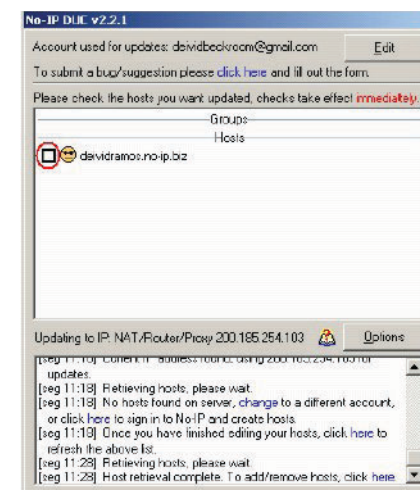 No-IP DUC v2.2.1
Account used for updates: deividbeckroom@gmail.com Edit
To submit a bug/suggestion please click here and fill out the form.
Please check the hosts you want updated, checks take effect immediately.
Groups
Hosts
deividramos.no-ip.biz
Updating to IP: NAT/Router/Proxy 200.185.254.103 Options
updates.
[seg 11:18] Retrieving hosts, please wait.
[seg 11:18] No hosts found on server, change to a different account,
or click here to sign in to No-IP and create hosts.
[seg 11:19] Once you have finished editing your hosts, click here to
refresh the above list.
[seg 11:28] Retrieving hosts, please wait.
[seg 11:28] Host retrieval complete. To add/remove hosts, click here